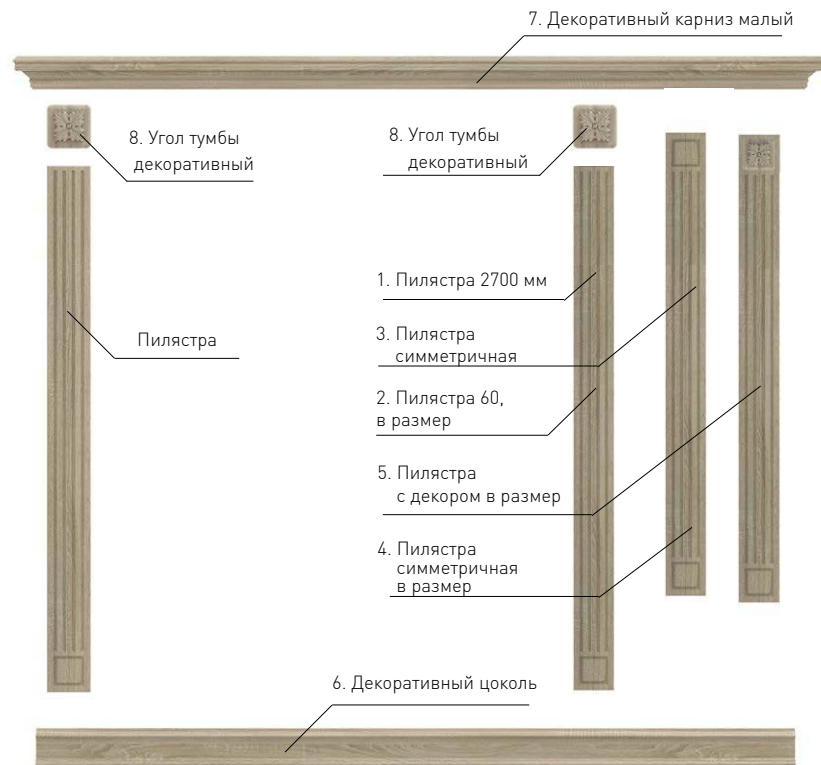 7. Декоративный карниз малый
8. Угол тумбы
декоративный
8. Угол тумбы
декоративный
1. Пилястра 2700 мм
Пилястра
3. Пилястра
симметричная
2. Пилястра 60,
в размер
5. Пилястра
с декором в размер
4. Пилястра
симметричная
в размер
6. Декоративный цоколь